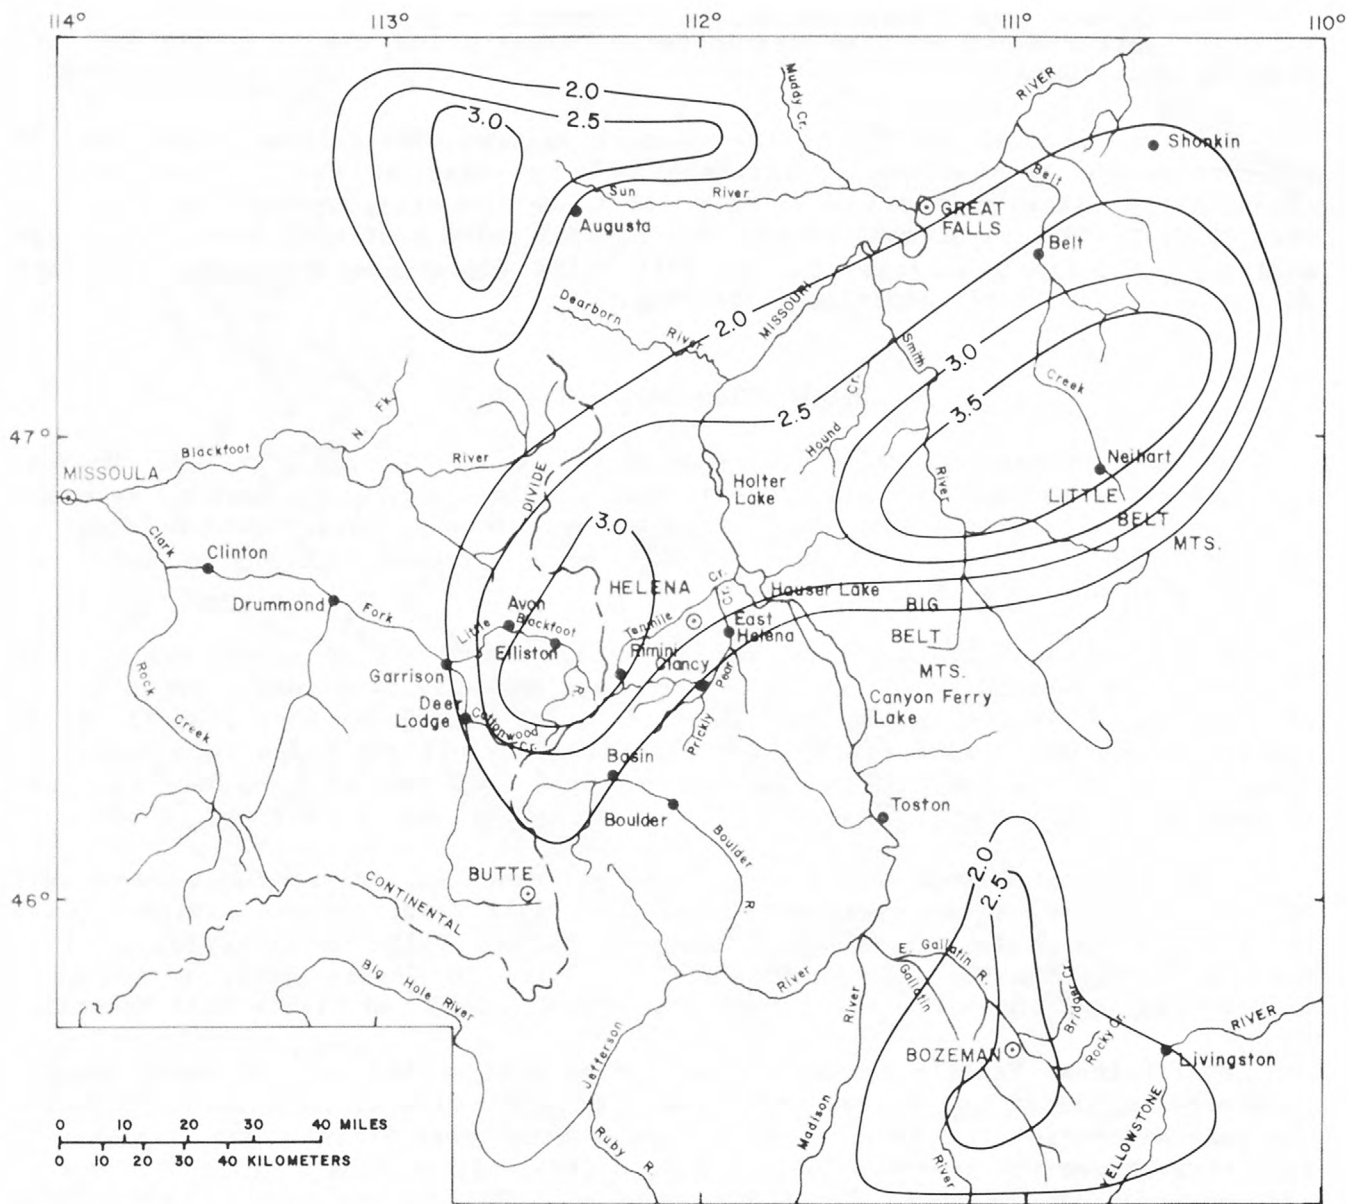 114°
113°
112°
111°
110°
2.0
2.5
3.0
Muddy Cr.
RIVER
Shonkin
Belt
Sun
River
GREAT
FALLS
Augusta
Belt
Dearborn
River
2.0
MISSOURI
Smith
3.0
3.5
2.5
Cr.
Hound
Creek
N. Fk.
47°
Blackfoot
River
MISSOULA
DIVIDE
Holter
Lake
River
Neihart
LITTLE
BELT
MTS.
3.0
Clark
Clinton
Drummond
Fork
HELENA
Cr.
Cr.
Hauser Lake
BIG
BELT
MTS.
Avon
Little
Blackfoot
R.
Elliston
Tenmile
East
Helena
Rimini
Clancy
Pear
Prickly
Garrison
Rock
Creek
Deer
Lodge
Cottonwood
Cr.
Canyon Ferry
Lake
Basin
Boulder
Boulder
R
Toston
BUTTE
46°
CONTINENTAL
2.0
2.5
E. Gallatin R.
Gallatin
River
Bridger Cr.
Rocky Cr.
Big
Hole River
River
River
Madison
BOZEMAN
RIVER
Livingston
YELLOWSTONE
Jefferson
Ruby R.
0 10 20 30 40 MILES
0 10 20 30 40 KILOMETERS